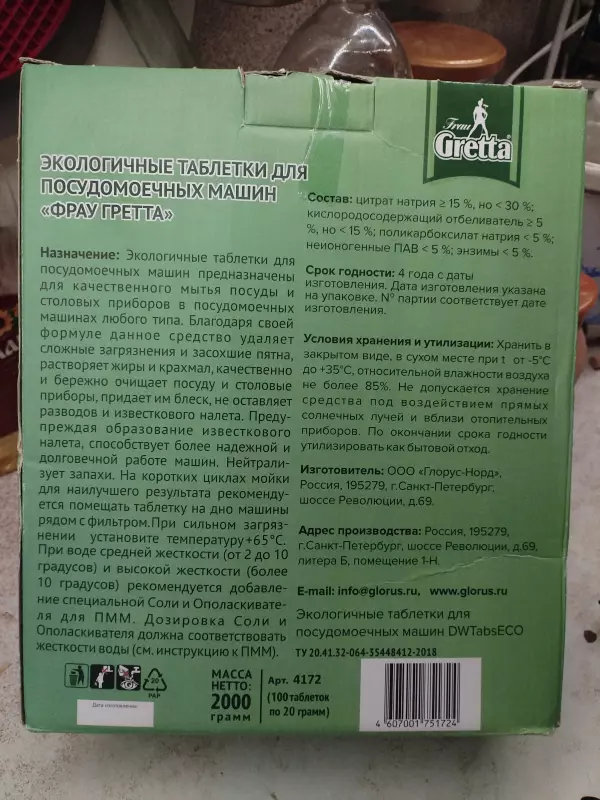 Frau
Gretta®
ЭКОЛОГИЧНЫЕ ТАБЛЕТКИ ДЛЯ
ПОСУДОМОЕЧНЫХ МАШИН
«ФРАУ ГРЕТТА»
Назначение: Экологичные таблетки для
посудомоечных машин предназначены
для качественного мытья посуды и
столовых приборов в посудомоечных
машинах любого типа. Благодаря своей
формуле данное средство удаляет
сложные загрязнения и засохшие пятна,
растворяет жиры и крахмал, качественно
и бережно очищает посуду и столовые
приборы, придает им блеск, не оставляет
разводов и известкового налета. Преду-
преждая образование известкового
налета, способствует более надежной и
долговечной работе машин. Нейтрали-
зует запахи. На коротких циклах мойки
для наилучшего результата рекоменду-
ется помещать таблетку на дно машины
рядом с фильтром. При сильном загряз-
нении установите температуру +65°С.
При воде средней жесткости (от 2 до 10
градусов) и высокой жесткости (более
10 градусов) рекомендуется добавле-
ние специальной Соли и Ополаскивате-
ля для ПММ. Дозировка Соли и
Ополаскивателя должна соответствовать
жесткости воды (см. инструкцию к ПММ).
Состав: цитрат натрия ≥ 15 %, но < 30 %;
кислородосодержащий отбеливатель ≥ 5
%, но < 15 %; поликарбоксилат натрия < 5 %;
неионогенные ПАВ < 5 %; энзимы < 5 %.
Срок годности: 4 года с даты
изготовления. Дата изготовления указана
на упаковке. № партии соответствует дате
изготовления.
Условия хранения и утилизации: Хранить в
закрытом виде, в сухом месте при t от -5°С
до +35°С, относительной влажности воздуха
не более 85%. Не допускается хранение
средства под воздействием прямых
солнечных лучей и вблизи отопительных
приборов. По окончании срока годности
утилизировать как бытовой отход.
Изготовитель: ООО «Глорус-Норд»,
Россия, 195279, г.Санкт-Петербург,
шоссе Революции, д.69.
Адрес производства: Россия, 195279,
г.Санкт-Петербург, шоссе Революции, д.69,
литера Б, помещение 1-Н.
E-mail: info@glorus.ru, www.glorus.ru
Экологичные таблетки для
посудомоечных машин DWTabsECO
ТУ 20.41.32-064-35448412-2018
20
PAP
Дата изготовления:
МАССА
НЕТТО:
2000
грамм
Арт. 4172
(100 таблеток
по 20 грамм)
4 607001 751724